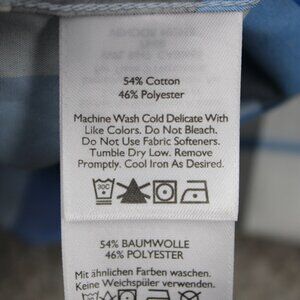 54% Cotton
46% Polyester
Machine Wash Cold Delicate With
Like Colors. Do Not Bleach.
Do Not Use Fabric Softeners.
Tumble Dry Low. Remove
Promptly. Cool Iron As Desired.
54% BAUMWOLLE
46% POLYESTER
Mit ähnlichen Farben waschen.
Keine Weichspüler verwenden.